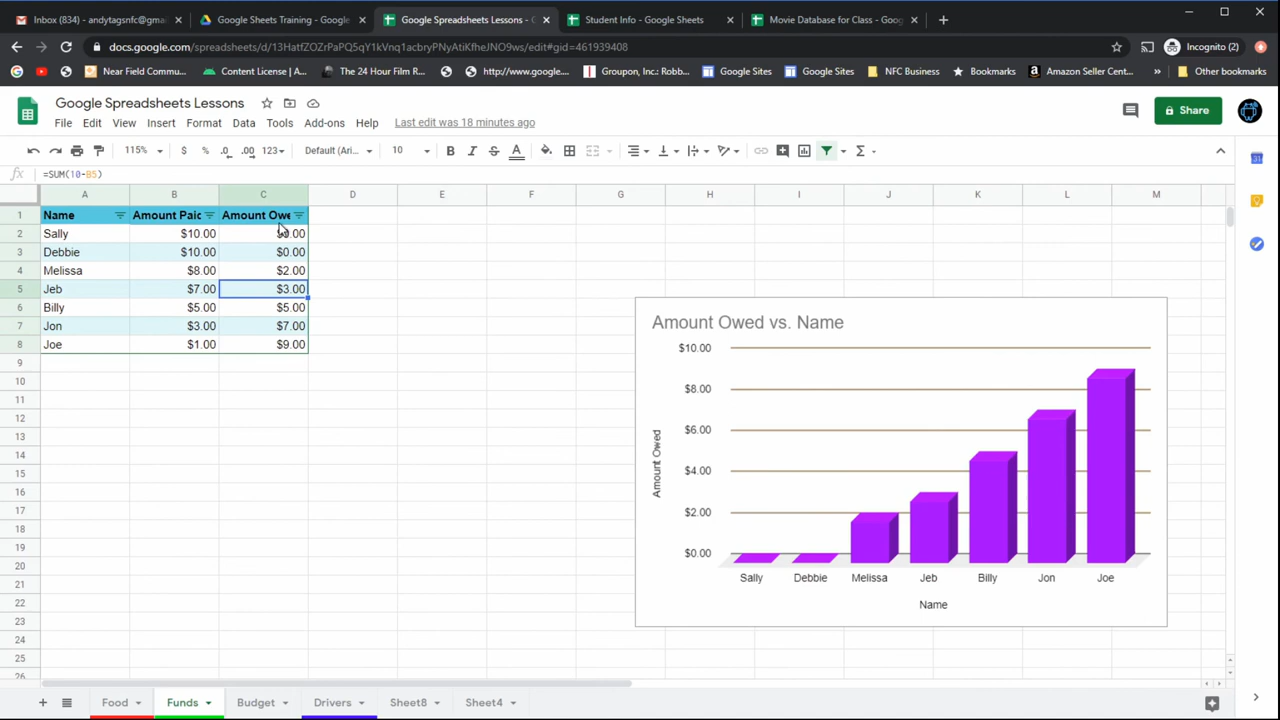 Inbox (834) - andytagsnfc@gma
Google Sheets Training - Google
Google Spreadsheets Lessons -
Student Info - Google Sheets
Movie Database for Class - Goog
docs.google.com/spreadsheets/d/13HatfZOZrPaPQ5qY1kVnq1acbryPNyAtiKfheJNO9ws/edit#gid=461939408
Incognito (2)
Near Field Commu...
Content License | A...
The 24 Hour Film R...
http://www.google....
Groupon, Inc.: Robb...
Google Sites
Google Sites
NFC Business
Bookmarks
Amazon Seller Cent...
»
Other bookmarks
Google Spreadsheets Lessons
File Edit View Insert Format Data Tools Add-ons Help Last edit was 18 minutes ago
Share
115% $ % .0 .00 123 Default (Ari... 10 B I S A Σ
fx =SUM(10-B5)
A B C D E F G H I J K L M
1 Name Amount Paid Amount Owe
2 Sally $10.00 $0.00
3 Debbie $10.00 $0.00
4 Melissa $8.00 $2.00
5 Jeb $7.00 $3.00
6 Billy $5.00 $5.00
7 Jon $3.00 $7.00
8 Joe $1.00 $9.00
9
10
11
12
13
14
15
16
17
18
19
20
21
22
23
24
25
26
Amount Owed vs. Name
$10.00
$8.00
$6.00
$4.00
$2.00
$0.00
Amount Owed
Sally Debbie Melissa Jeb Billy Jon Joe
Name
Food Funds Budget Drivers Sheet8 Sheet4